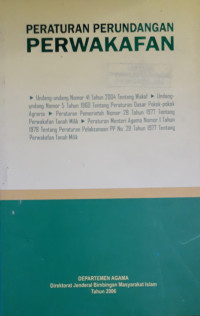 PERATURAN PERUNDANGAN
PERWAKAFAN
► Undang-undang Nomor 41 Tahun 2004 Tentang Wakaf ► Undang-
undang Nomor 5 Tahun 1960 Tentang Peraturan Dasar Pokok-pokok
Agraria ► Peraturan Pemerintah Nomor 28 Tahun 1977 Tentang
Perwakafan Tanah Milik ► Peraturan Menteri Agama Nomor 1 Tahun
1978 Tentang Peraturan Pelaksanaan PP No. 28 Tahun 1977 Tentang
Perwakafan Tanah Milik
DEPARTEMEN AGAMA
Direktorat Jenderal Bimbingan Masyarakat Islam
Tahun 2006